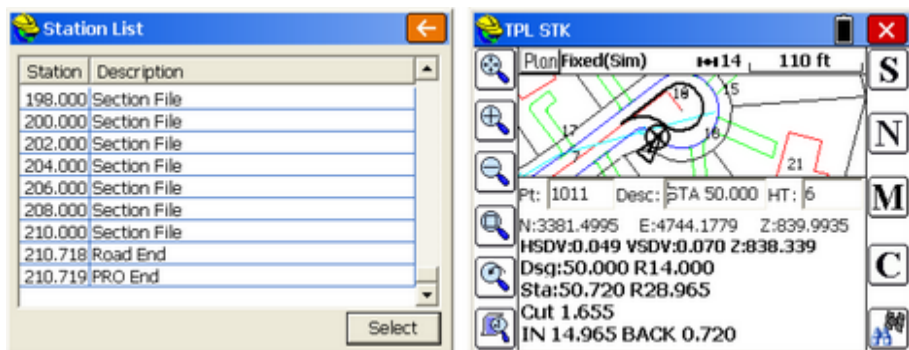 Station List
Station Description
198.000 Section File
200.000 Section File
202.000 Section File
204.000 Section File
206.000 Section File
208.000 Section File
210.000 Section File
210.718 Road End
210.719 PRO End
Select
TPL STK
Plan Fixed(Sim) 14 110 ft
S
N
M
C
15
17
21
Pt: 1011 Desc: STA 50.000 HT: 6
N:3381.4995 E:4744.1779 Z:839.9935
HSDV:0.049 VSDV:0.070 Z:838.339
Dsg:50.000 R14.000
Sta:50.720 R28.965
Cut 1.655
IN 14.965 BACK 0.720